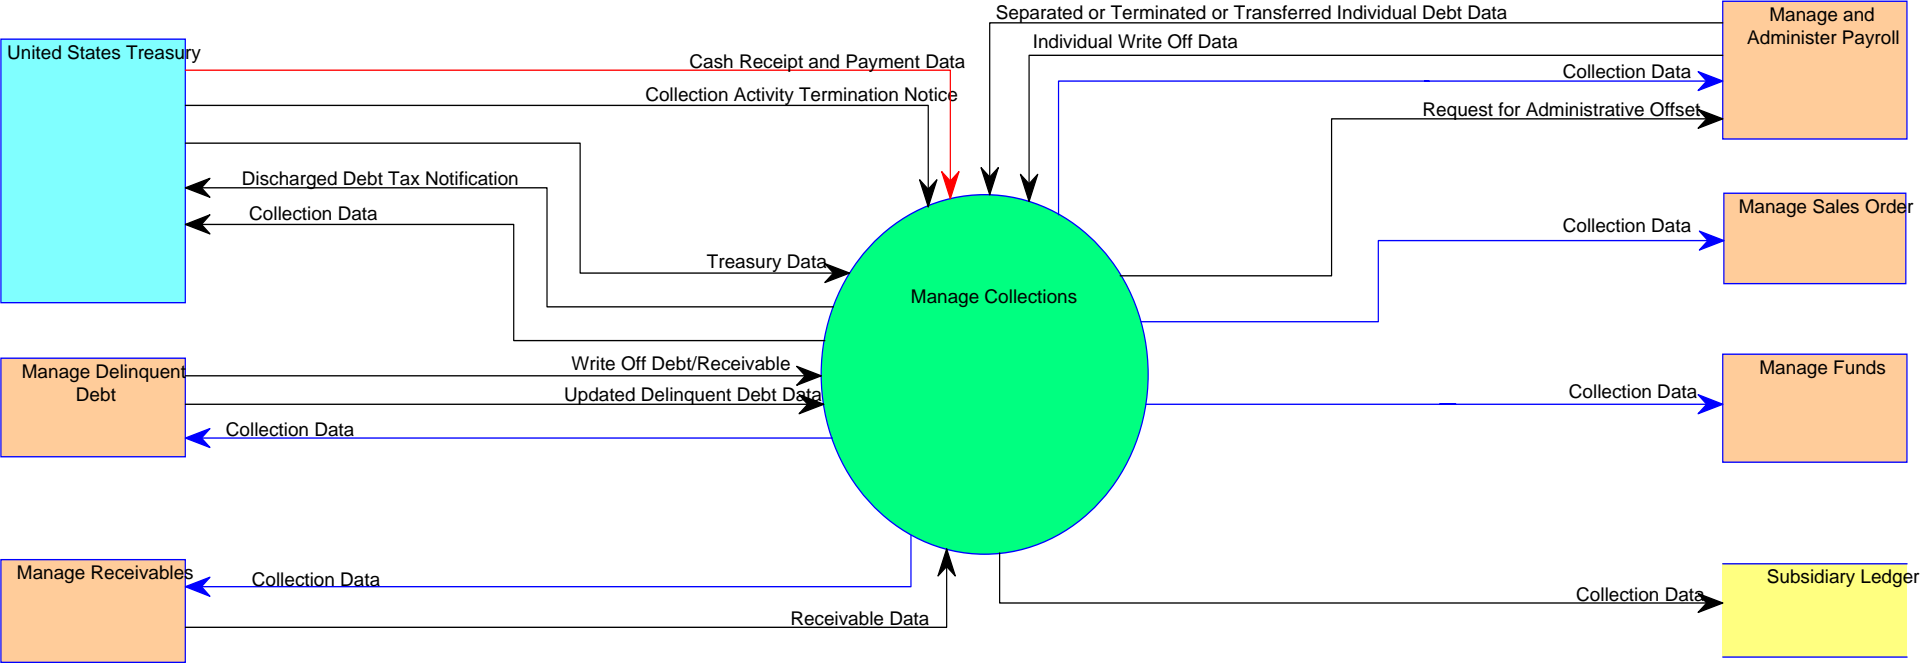 Separated or Terminated or Transferred Individual Debt Data
Manage and
Administer Payroll
United States Treasury
Individual Write Off Data
Cash Receipt and Payment Data
Collection Data
Collection Activity Termination Notice
Request for Administrative Offset
Discharged Debt Tax Notification
Collection Data
Manage Sales Order
Collection Data
Treasury Data
Manage Collections
Manage Delinquent
Debt
Write Off Debt/Receivable
Updated Delinquent Debt Data
Collection Data
Manage Funds
Collection Data
Manage Receivables
Collection Data
Receivable Data
Subsidiary Ledger
Collection Data